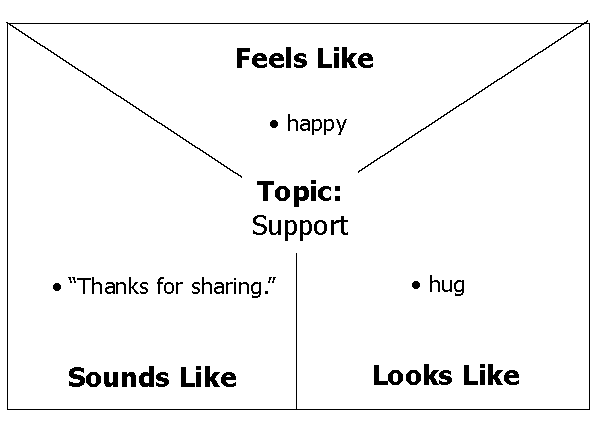 Feels Like
• happy
Topic:
Support
• “Thanks for sharing.”
• hug
Sounds Like
Looks Like